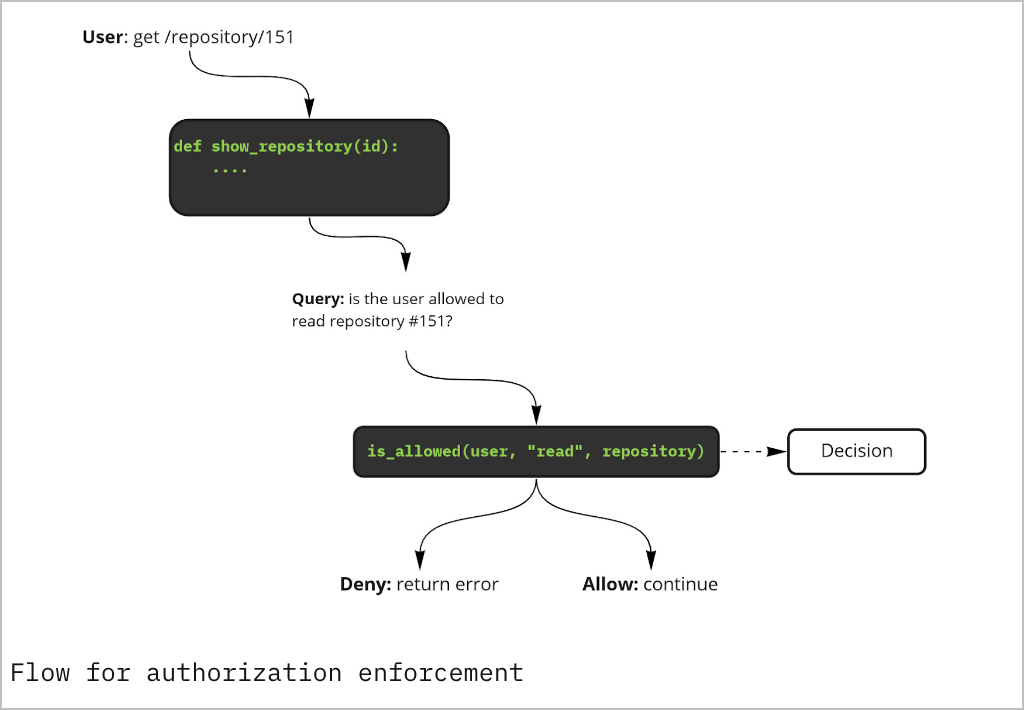 User: get /repository/151
def show_repository(id):
    ....
Query: is the user allowed to
read repository #151?
is_allowed(user, "read", repository)
Decision
Deny: return error
Allow: continue
Flow for authorization enforcement